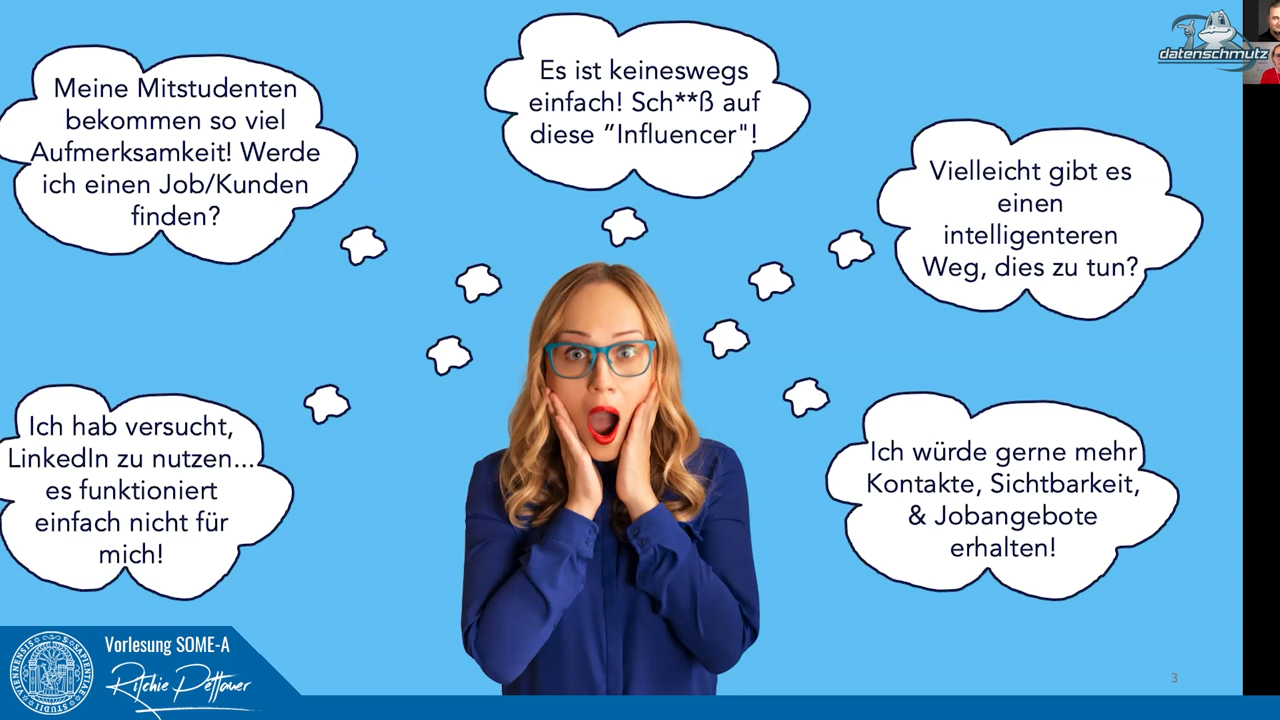 Meine Mitstudenten
bekommen so viel
Aufmerksamkeit! Werde
ich einen Job/Kunden
finden?
Es ist keineswegs
einfach! Sch**ß auf
diese ”Influencer"!
Vielleicht gibt es
einen
intelligenteren
Weg, dies zu tun?
Ich hab versucht,
LinkedIn zu nutzen...
es funktioniert
einfach nicht für
mich!
Ich würde gerne mehr
Kontakte, Sichtbarkeit,
& Jobangebote
erhalten!
datenschmutz
Vorlesung SOME-A
Ritchie Pettauer
3